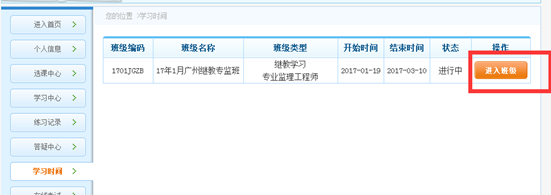 您的位置 >学习时间
进入首页
个人信息
选课中心
学习中心
练习记录
答疑中心
学习时间
班级编码 班级名称 班级类型 开始时间 结束时间 状态 操作
1701JGZB 17年1月广州继教专监班 继教学习 2017-01-19 2017-03-10 进行中 进入班级
专业监理工程师